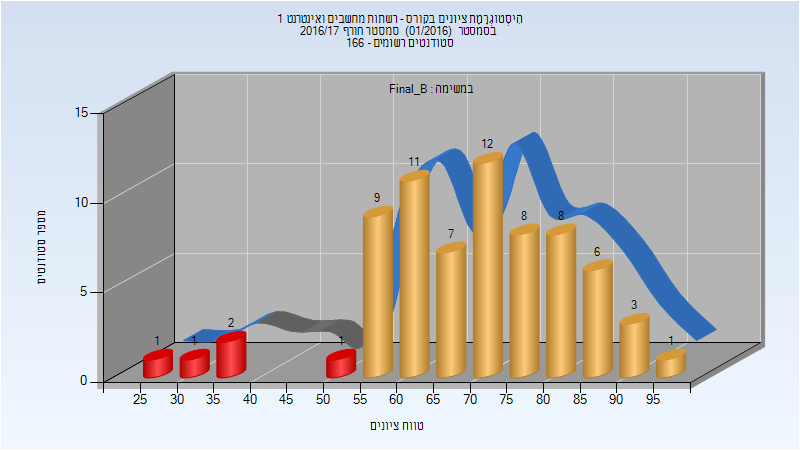 היסטוגרמת ציונים בקורס - רשתות מחשבים ואינטרנט 1
בסמסטר (01/2016) סמסטר חורף 2016/17
סטודנטים רשומים - 166
במשימה : Final_B
מספר סטודנטים
15
10
5
0
1
1
2
1
9
11
7
12
8
8
6
3
1
25 30 35 40 45 50 55 60 65 70 75 80 85 90 95
טווח ציונים